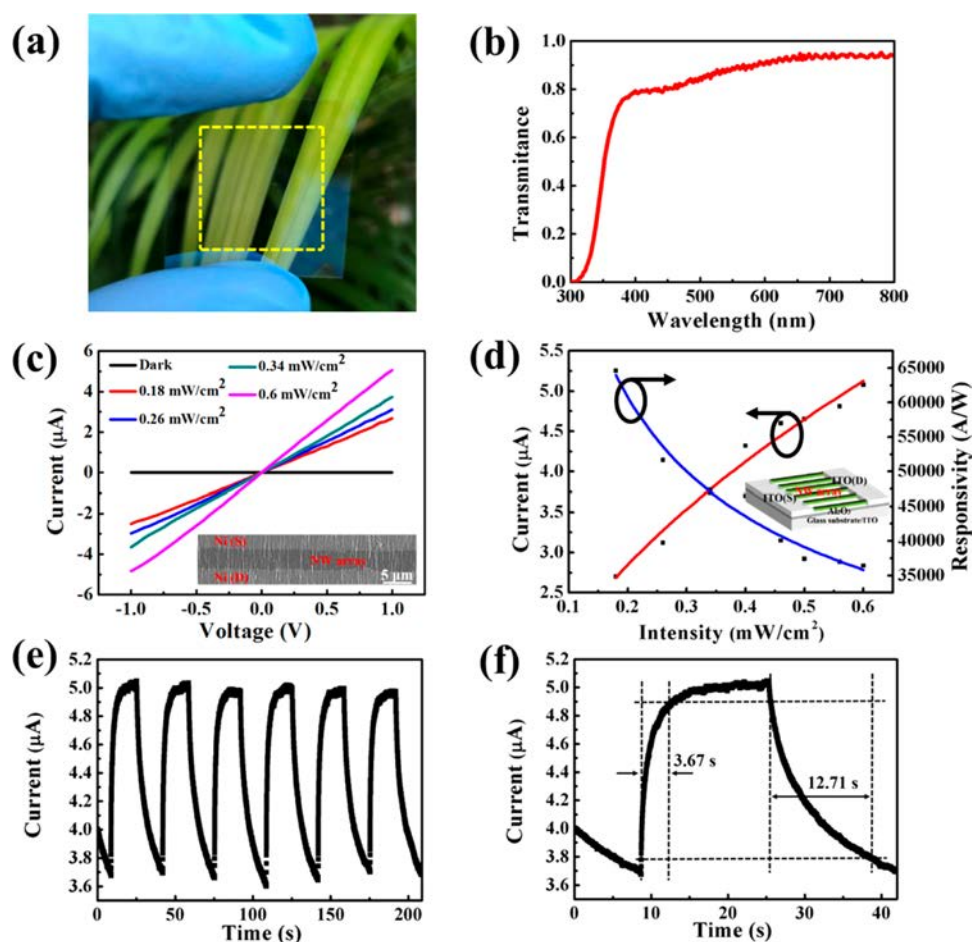 (a)
(b)
1.0
0.8
0.6
0.4
0.2
0.0
Transmitance
300 400 500 600 700 800
Wavelength (nm)
(c)
6
4
2
0
-2
-4
-6
Current (μA)
Dark
0.18 mW/cm²
0.26 mW/cm²
0.34 mW/cm²
0.6 mW/cm²
Ni (S)
NW array
Ni (D)
5 μm
-1.0 -0.5 0.0 0.5 1.0
Voltage (V)
(d)
5.5
5.0
4.5
4.0
3.5
3.0
2.5
Current (μA)
65000
60000
55000
50000
45000
40000
35000
Responsivity (A/W)
ITO(D)
NW array
ITO(S)
Al₂O₃
Glass substrate/ITO
0.1 0.2 0.3 0.4 0.5 0.6
Intensity (mW/cm²)
(e)
5.2
5.0
4.8
4.6
4.4
4.2
4.0
3.8
3.6
Current (μA)
0 50 100 150 200
Time (s)
(f)
5.2
5.0
4.8
4.6
4.4
4.2
4.0
3.8
3.6
Current (μA)
3.67 s
12.71 s
0 10 20 30 40
Time (s)